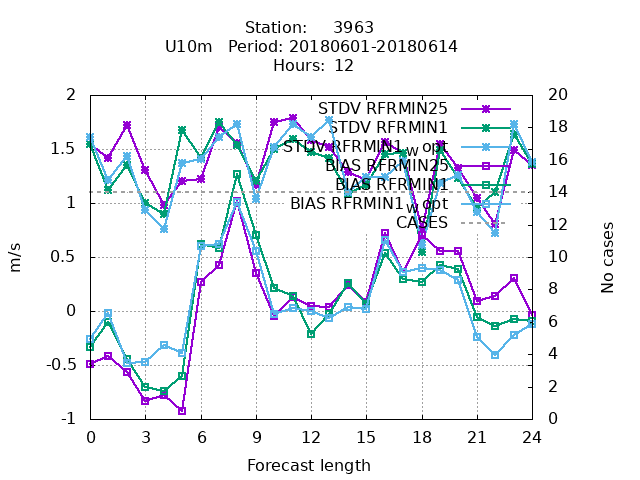 Station: 3963
U10m Period: 20180601-20180614
Hours: 12
STDV RFRMIN25
STDV RFRMIN1
STDV RFRMIN1w opt
BIAS RFRMIN25
BIAS RFRMIN1
BIAS RFRMIN1w opt
CASES
2
1.5
1
0.5
0
-0.5
-1
m/s
20
18
16
14
12
10
8
6
4
2
0
No cases
0 3 6 9 12 15 18 21 24
Forecast length